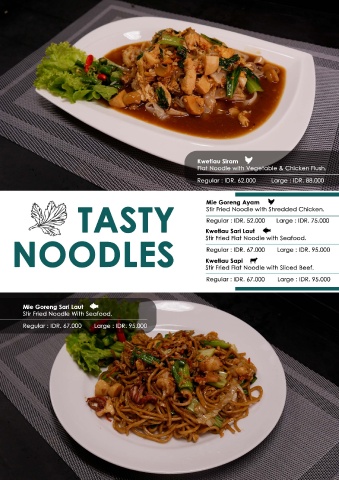 Kwetiau Siram
Flat Noodle with Vegetable & Chicken Flush.
Regular : IDR. 62.000 Large : IDR. 88.000
TASTY
NOODLES
Mie Goreng Ayam
Stir Fried Noodle with Shredded Chicken.
Regular : IDR. 52.000 Large : IDR. 75.000
Kwetiau Sari Laut
Stir Fried Flat Noodle with Seafood.
Regular : IDR. 67.000 Large : IDR. 95.000
Kwetiau Sapi
Stir Fried Flat Noodle with Sliced Beef.
Regular : IDR. 67.000 Large : IDR. 95.000
Mie Goreng Sari Laut
Stir Fried Noodle With Seafood.
Regular : IDR. 67.000 Large : IDR. 95.000